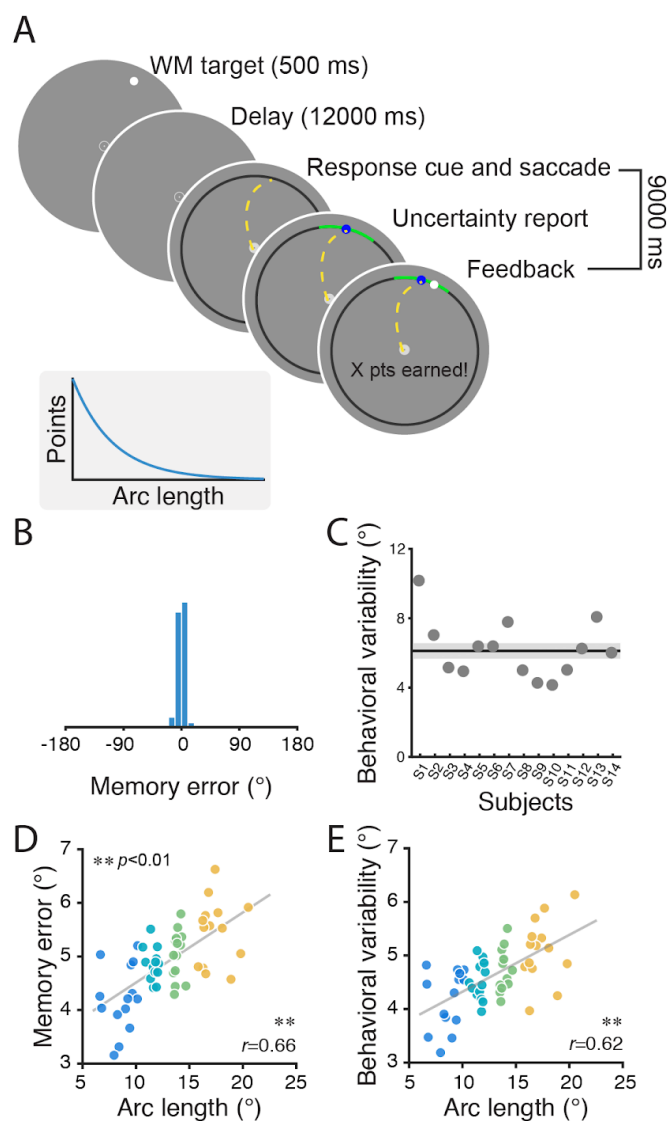 A
WM target (500 ms)
Delay (12000 ms)
Response cue and saccade
Uncertainty report
Feedback
9000 ms
X pts earned!
Points
Arc length
B
-180
-90
0
90
180
Memory error (°)
C
Behavioral variability (°)
12
8
4
0
S1
S2
S3
S4
S5
S6
S7
S8
S9
S10
S11
S12
S13
S14
Subjects
D
Memory error (°)
7
6
5
4
3
** p<0.01
**
r=0.66
5
10
15
20
25
Arc length (°)
E
Behavioral variability (°)
7
6
5
4
3
**
r=0.62
5
10
15
20
25
Arc length (°)